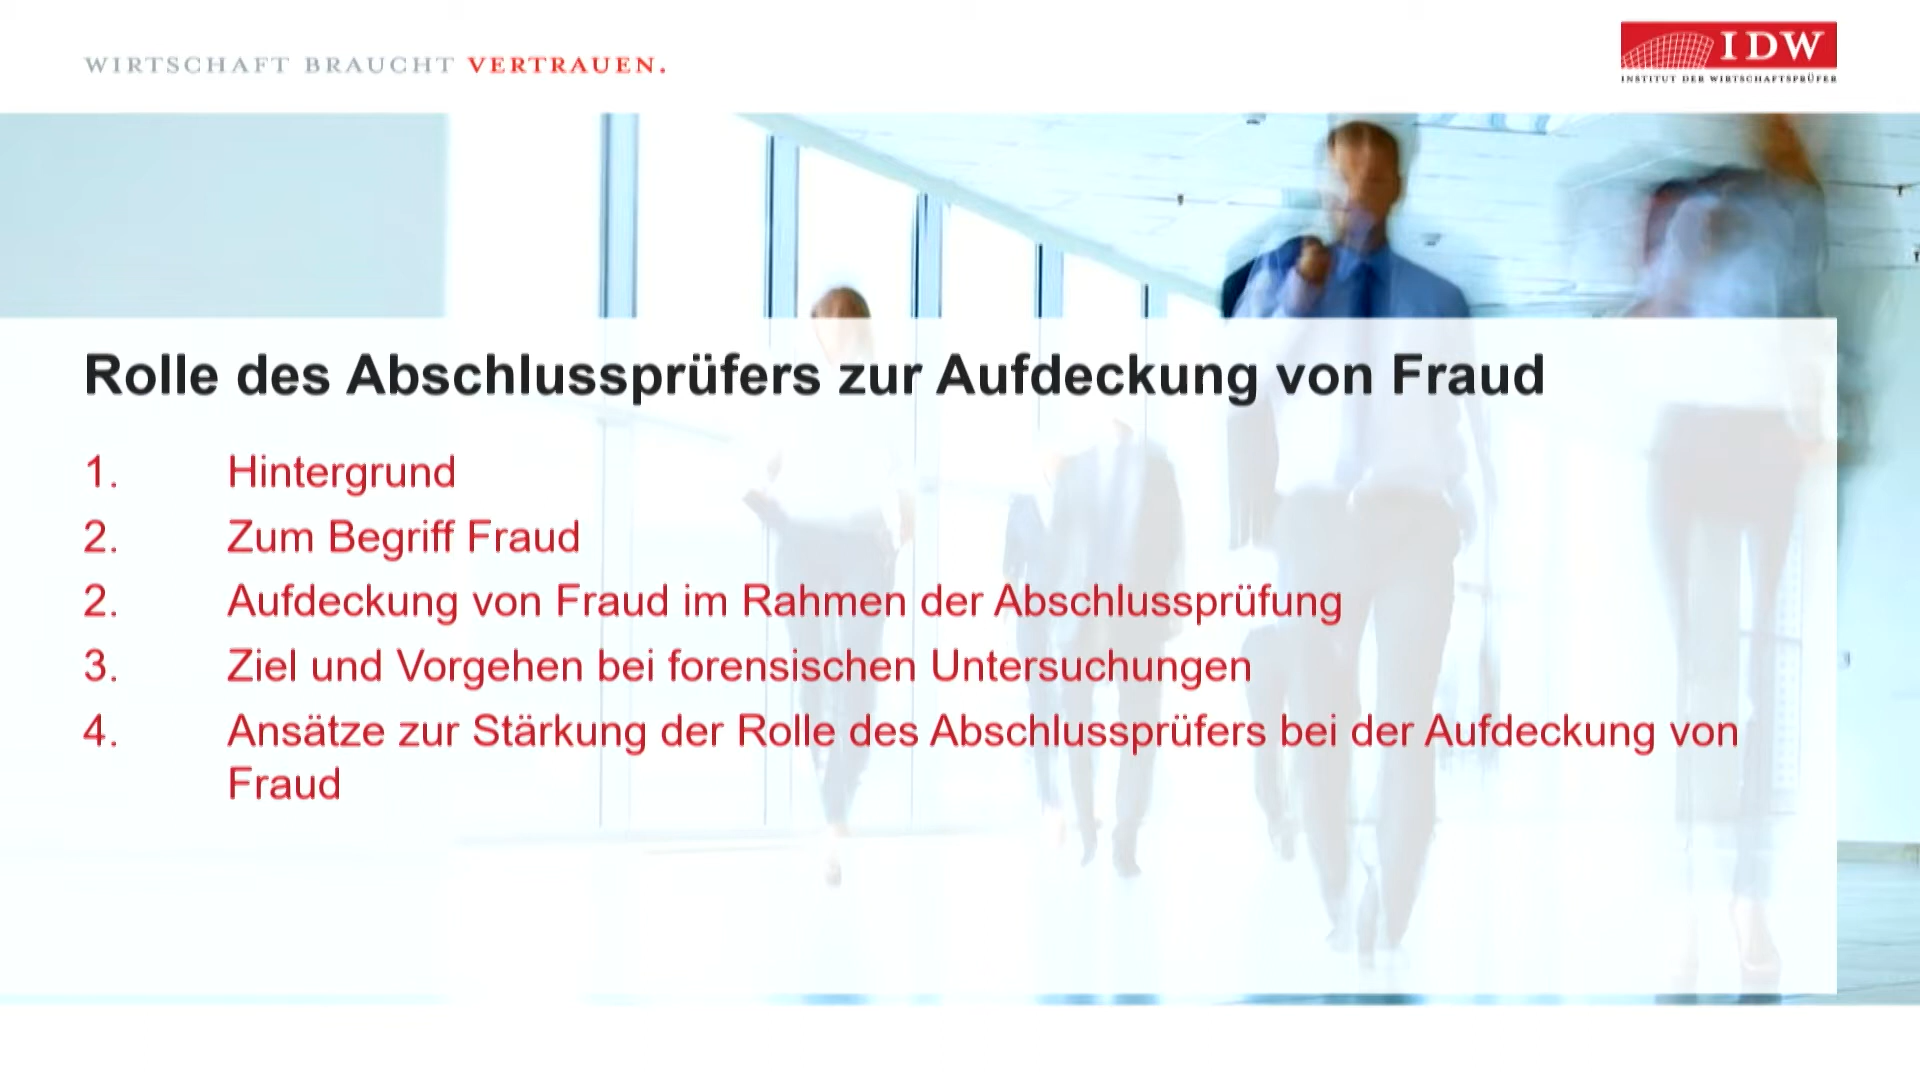 WIRTSCHAFT BRAUCHT VERTRAUEN.
IDW
INSTITUT DER WIRTSCHAFTSPRÜFER
Rolle des Abschlussprüfers zur Aufdeckung von Fraud
1. Hintergrund
2. Zum Begriff Fraud
2. Aufdeckung von Fraud im Rahmen der Abschlussprüfung
3. Ziel und Vorgehen bei forensischen Untersuchungen
4. Ansätze zur Stärkung der Rolle des Abschlussprüfers bei der Aufdeckung von
Fraud